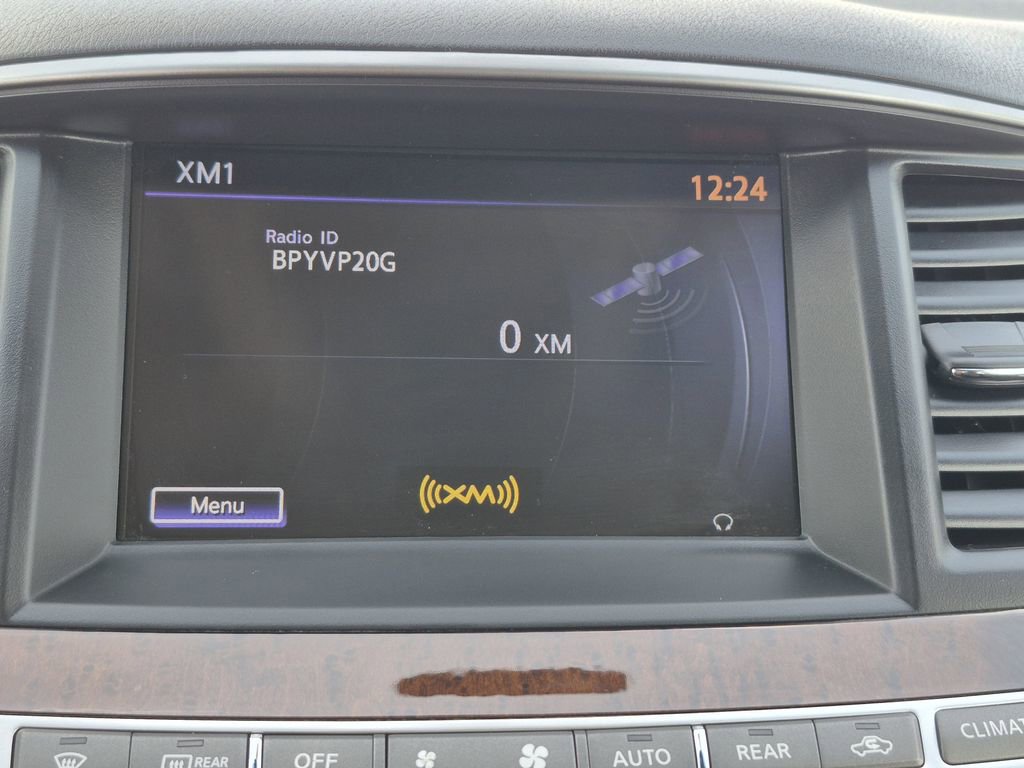 XM1
12:24
Radio ID
BPYVP20G
0 XM
Menu
XM
REAR
OFF
AUTO
REAR
CLIMAT